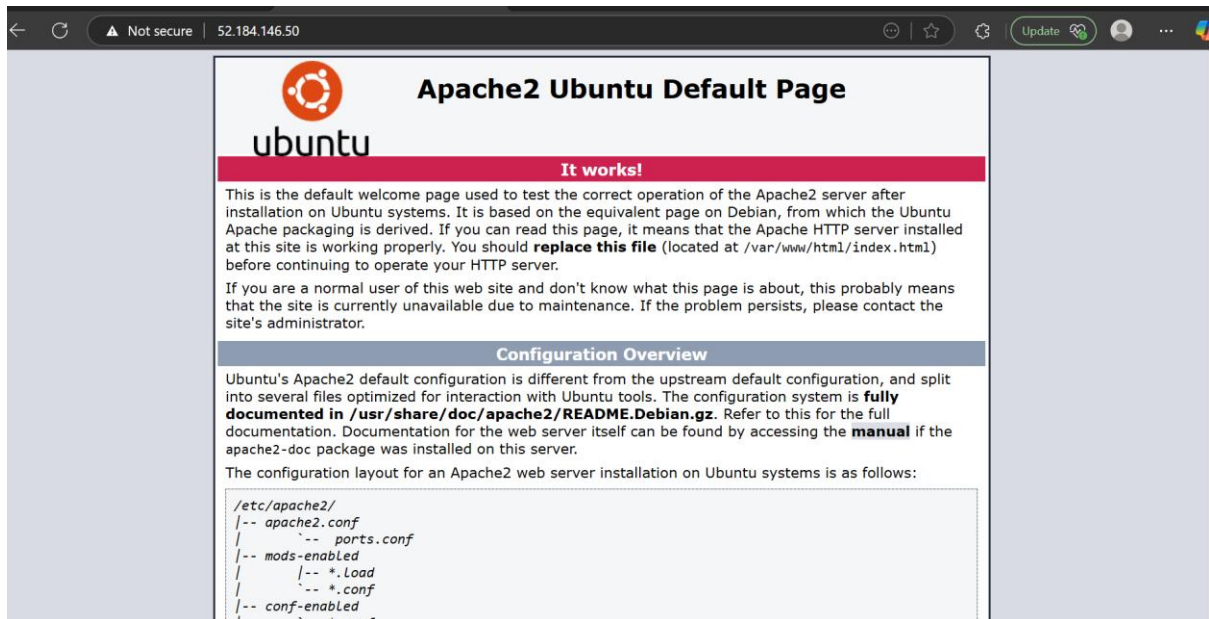 Not secure
52.184.146.50
Update
ubuntu
Apache2 Ubuntu Default Page
It works!
This is the default welcome page used to test the correct operation of the Apache2 server after
installation on Ubuntu systems. It is based on the equivalent page on Debian, from which the Ubuntu
Apache packaging is derived. If you can read this page, it means that the Apache HTTP server installed
at this site is working properly. You should replace this file (located at /var/www/html/index.html)
before continuing to operate your HTTP server.
If you are a normal user of this web site and don't know what this page is about, this probably means
that the site is currently unavailable due to maintenance. If the problem persists, please contact the
site's administrator.
Configuration Overview
Ubuntu's Apache2 default configuration is different from the upstream default configuration, and split
into several files optimized for interaction with Ubuntu tools. The configuration system is fully
documented in /usr/share/doc/apache2/README.Debian.gz. Refer to this for the full
documentation. Documentation for the web server itself can be found by accessing the manual if the
apache2-doc package was installed on this server.
The configuration layout for an Apache2 web server installation on Ubuntu systems is as follows:
/etc/apache2/
|-- apache2.conf
|       `--  ports.conf
|-- mods-enabled
|       |-- *.load
|       `-- *.conf
|-- conf-enabled